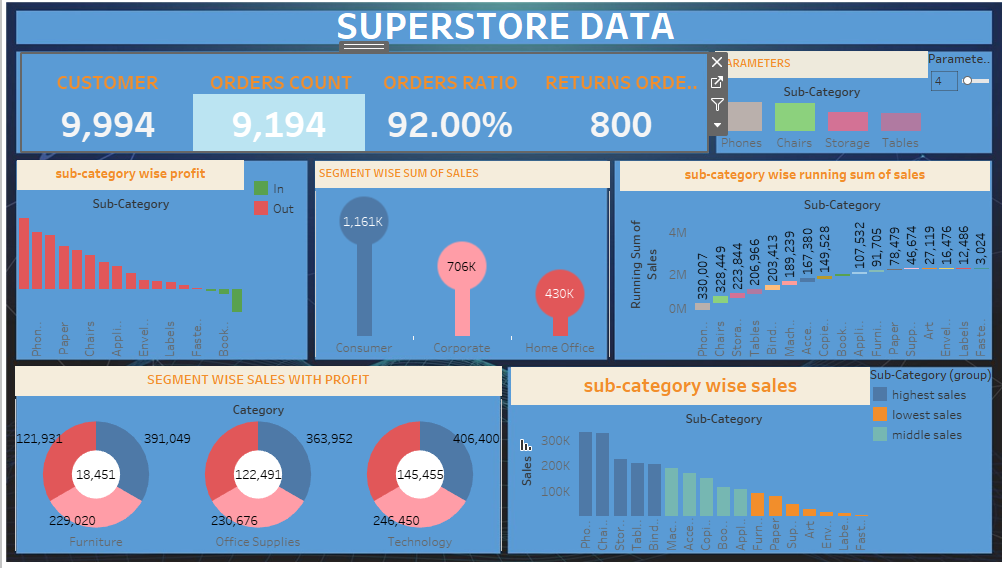 SUPERSTORE DATA
CUSTOMER
ORDERS COUNT
ORDERS RATIO
RETURNS ORDE..
9,994
9,194
92.00%
800
PARAMETERS
Paramete..
4
Sub-Category
Phones
Chairs
Storage
Tables
sub-category wise profit
In
Out
Sub-Category
Phon..
Paper
Chairs
Appli..
Envel..
Labels
Faste..
Book..
SEGMENT WISE SUM OF SALES
1,161K
706K
430K
Consumer
Corporate
Home Office
sub-category wise running sum of sales
Sub-Category
Running Sum of
Sales
4M
2M
0M
330,007
328,449
223,844
206,966
203,413
189,239
167,380
149,528
107,532
91,705
78,479
46,674
27,119
16,476
12,486
3,024
Phon..
Chairs
Stora..
Tables
Bind..
Mach..
Acce..
Copie..
Book..
Appli..
Furni..
Paper
Supp..
Art
Envel..
Labels
Faste..
SEGMENT WISE SALES WITH PROFIT
Category
121,931
391,049
18,451
229,020
Furniture
363,952
122,491
230,676
Office Supplies
406,400
145,455
246,450
Technology
sub-category wise sales
Sub-Category (group)
highest sales
lowest sales
middle sales
Sub-Category
Sales
300K
200K
100K
Pho..
Chai..
Stor..
Tabl..
Bind..
Mac..
Acce..
Copi..
Boo..
Appl..
Furn..
Paper
Sup..
Art
Env..
Labe..
Fast..